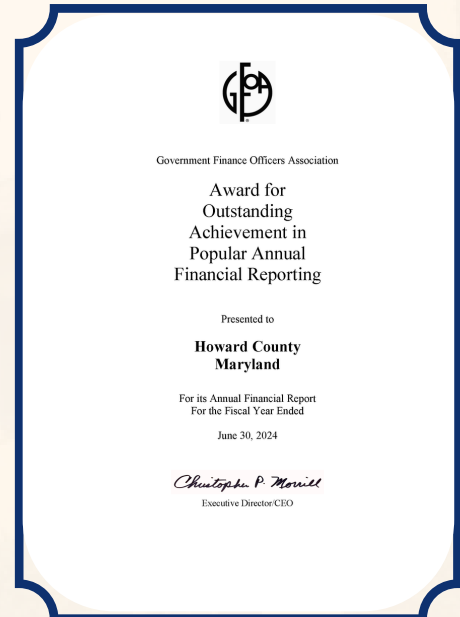 GFOA
Government Finance Officers Association
Award for
Outstanding
Achievement in
Popular Annual
Financial Reporting
Presented to
Howard County
Maryland
For its Annual Financial Report
For the Fiscal Year Ended
June 30, 2024
Christopher P. Morrill
Executive Director/CEO